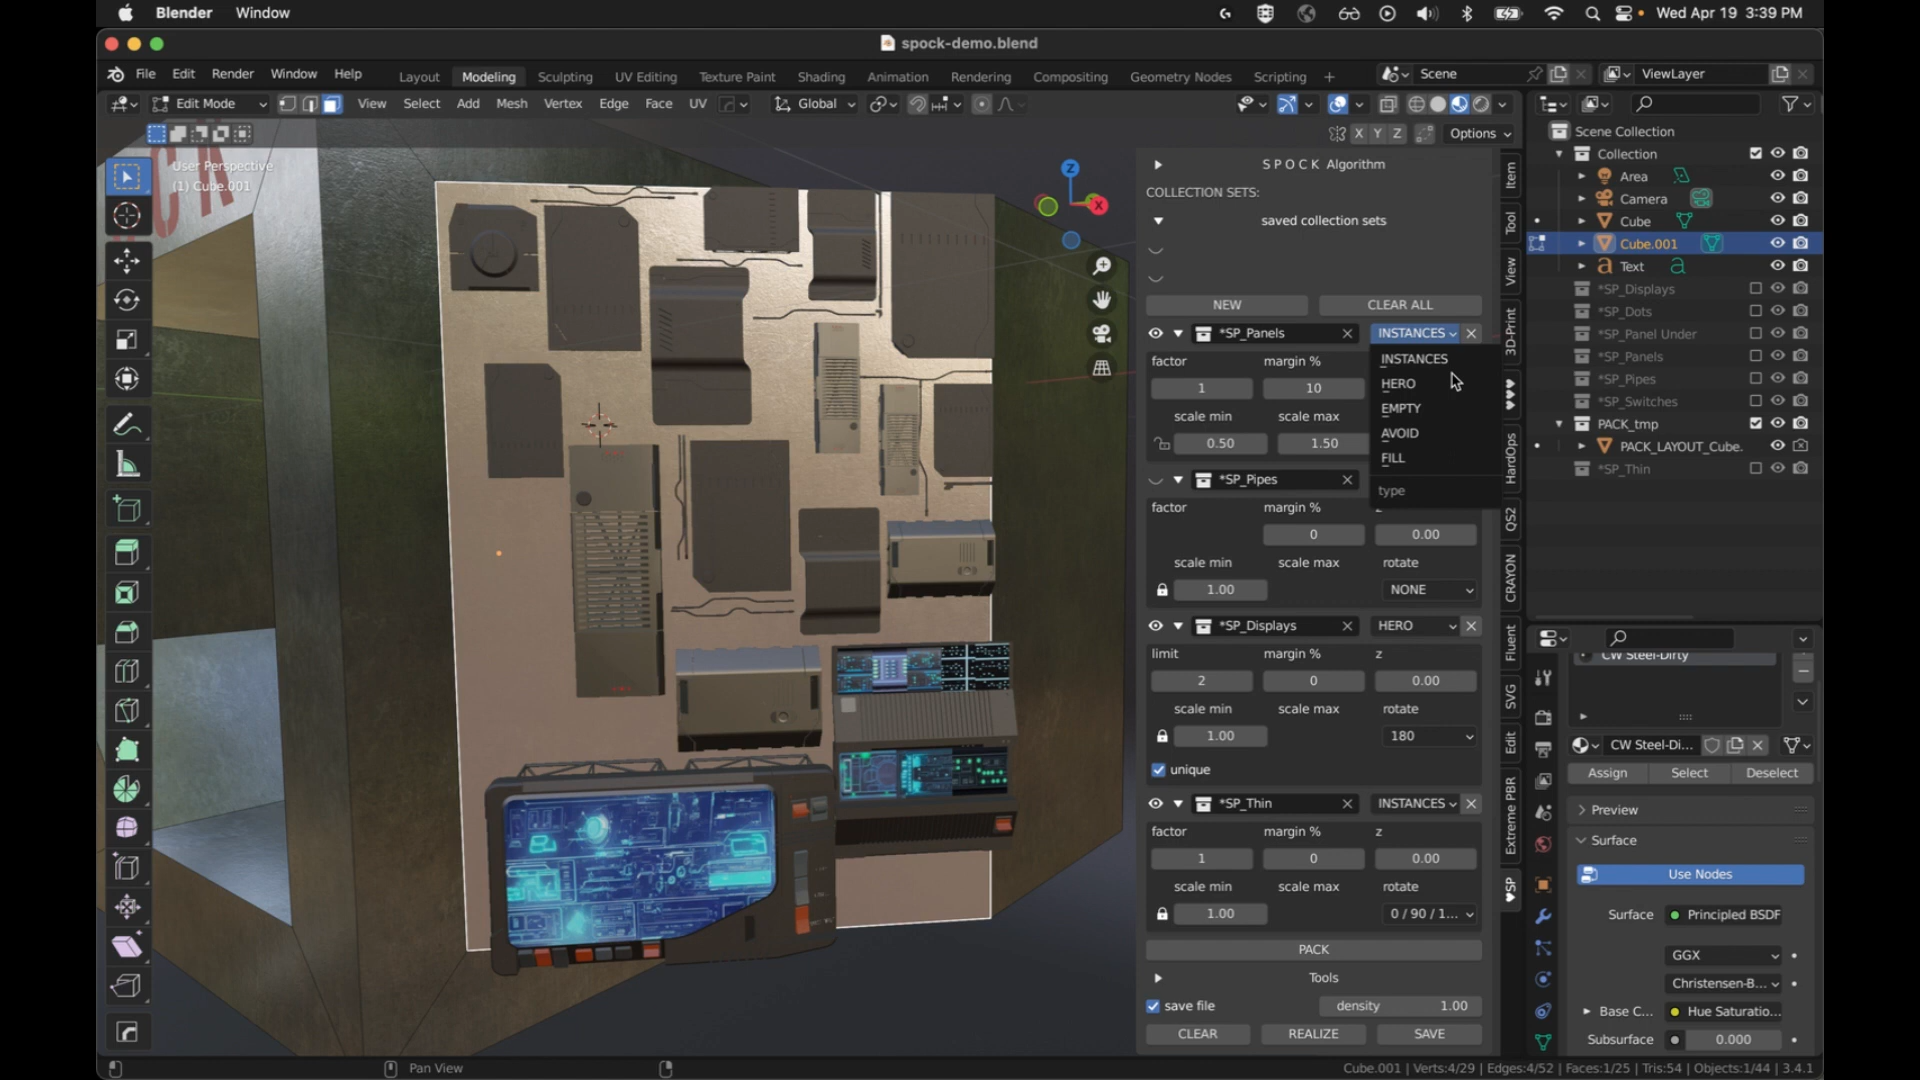 Blender Window Wed Apr 19 3:39 PM
spock-demo.blend
File Edit Render Window Help Layout Modeling Sculpting UV Editing Texture Paint Shading Animation Rendering Compositing Geometry Nodes Scripting + Scene ViewLayer
Edit Mode View Select Add Mesh Vertex Edge Face UV Global
X Y Z Options
User Perspective
(1) Cube.001
Z
X
S P O C K Algorithm
COLLECTION SETS:
saved collection sets
NEW CLEAR ALL
*SP_Panels INSTANCES
factor margin %
1 10
scale min scale max
0.50 1.50
INSTANCES
HERO
EMPTY
AVOID
FILL
type
*SP_Pipes
factor margin % z
0 0.00
scale min scale max rotate
1.00 NONE
*SP_Displays HERO
limit margin % z
2 0 0.00
scale min scale max rotate
1.00 180
unique
*SP_Thin INSTANCES
factor margin % z
1 0 0.00
scale min scale max rotate
1.00 0 / 90 / 1...
PACK
Tools
save file density 1.00
CLEAR REALIZE SAVE
Item
Tool
View
3D-Print
♥♥♥
HardOps
QS2
CRAYON
Fluent
SVG
Edit
Extreme PBR
♥SP
Scene Collection
Collection
Area
Camera
Cube
Cube.001
Text
*SP_Displays
*SP_Dots
*SP_Panel Under
*SP_Panels
*SP_Pipes
*SP_Switches
PACK_tmp
PACK_LAYOUT_Cube.
*SP_Thin
CW Steel-Dirty
CW Steel-Di...
Assign Select Deselect
Preview
Surface
Use Nodes
Surface Principled BSDF
GGX
Christensen-B...
Base C... Hue Saturatio...
Subsurface 0.000
Pan View Cube.001 | Verts:4/29 | Edges:4/52 | Faces:1/25 | Tris:54 | Objects:1/44 | 3.4.1